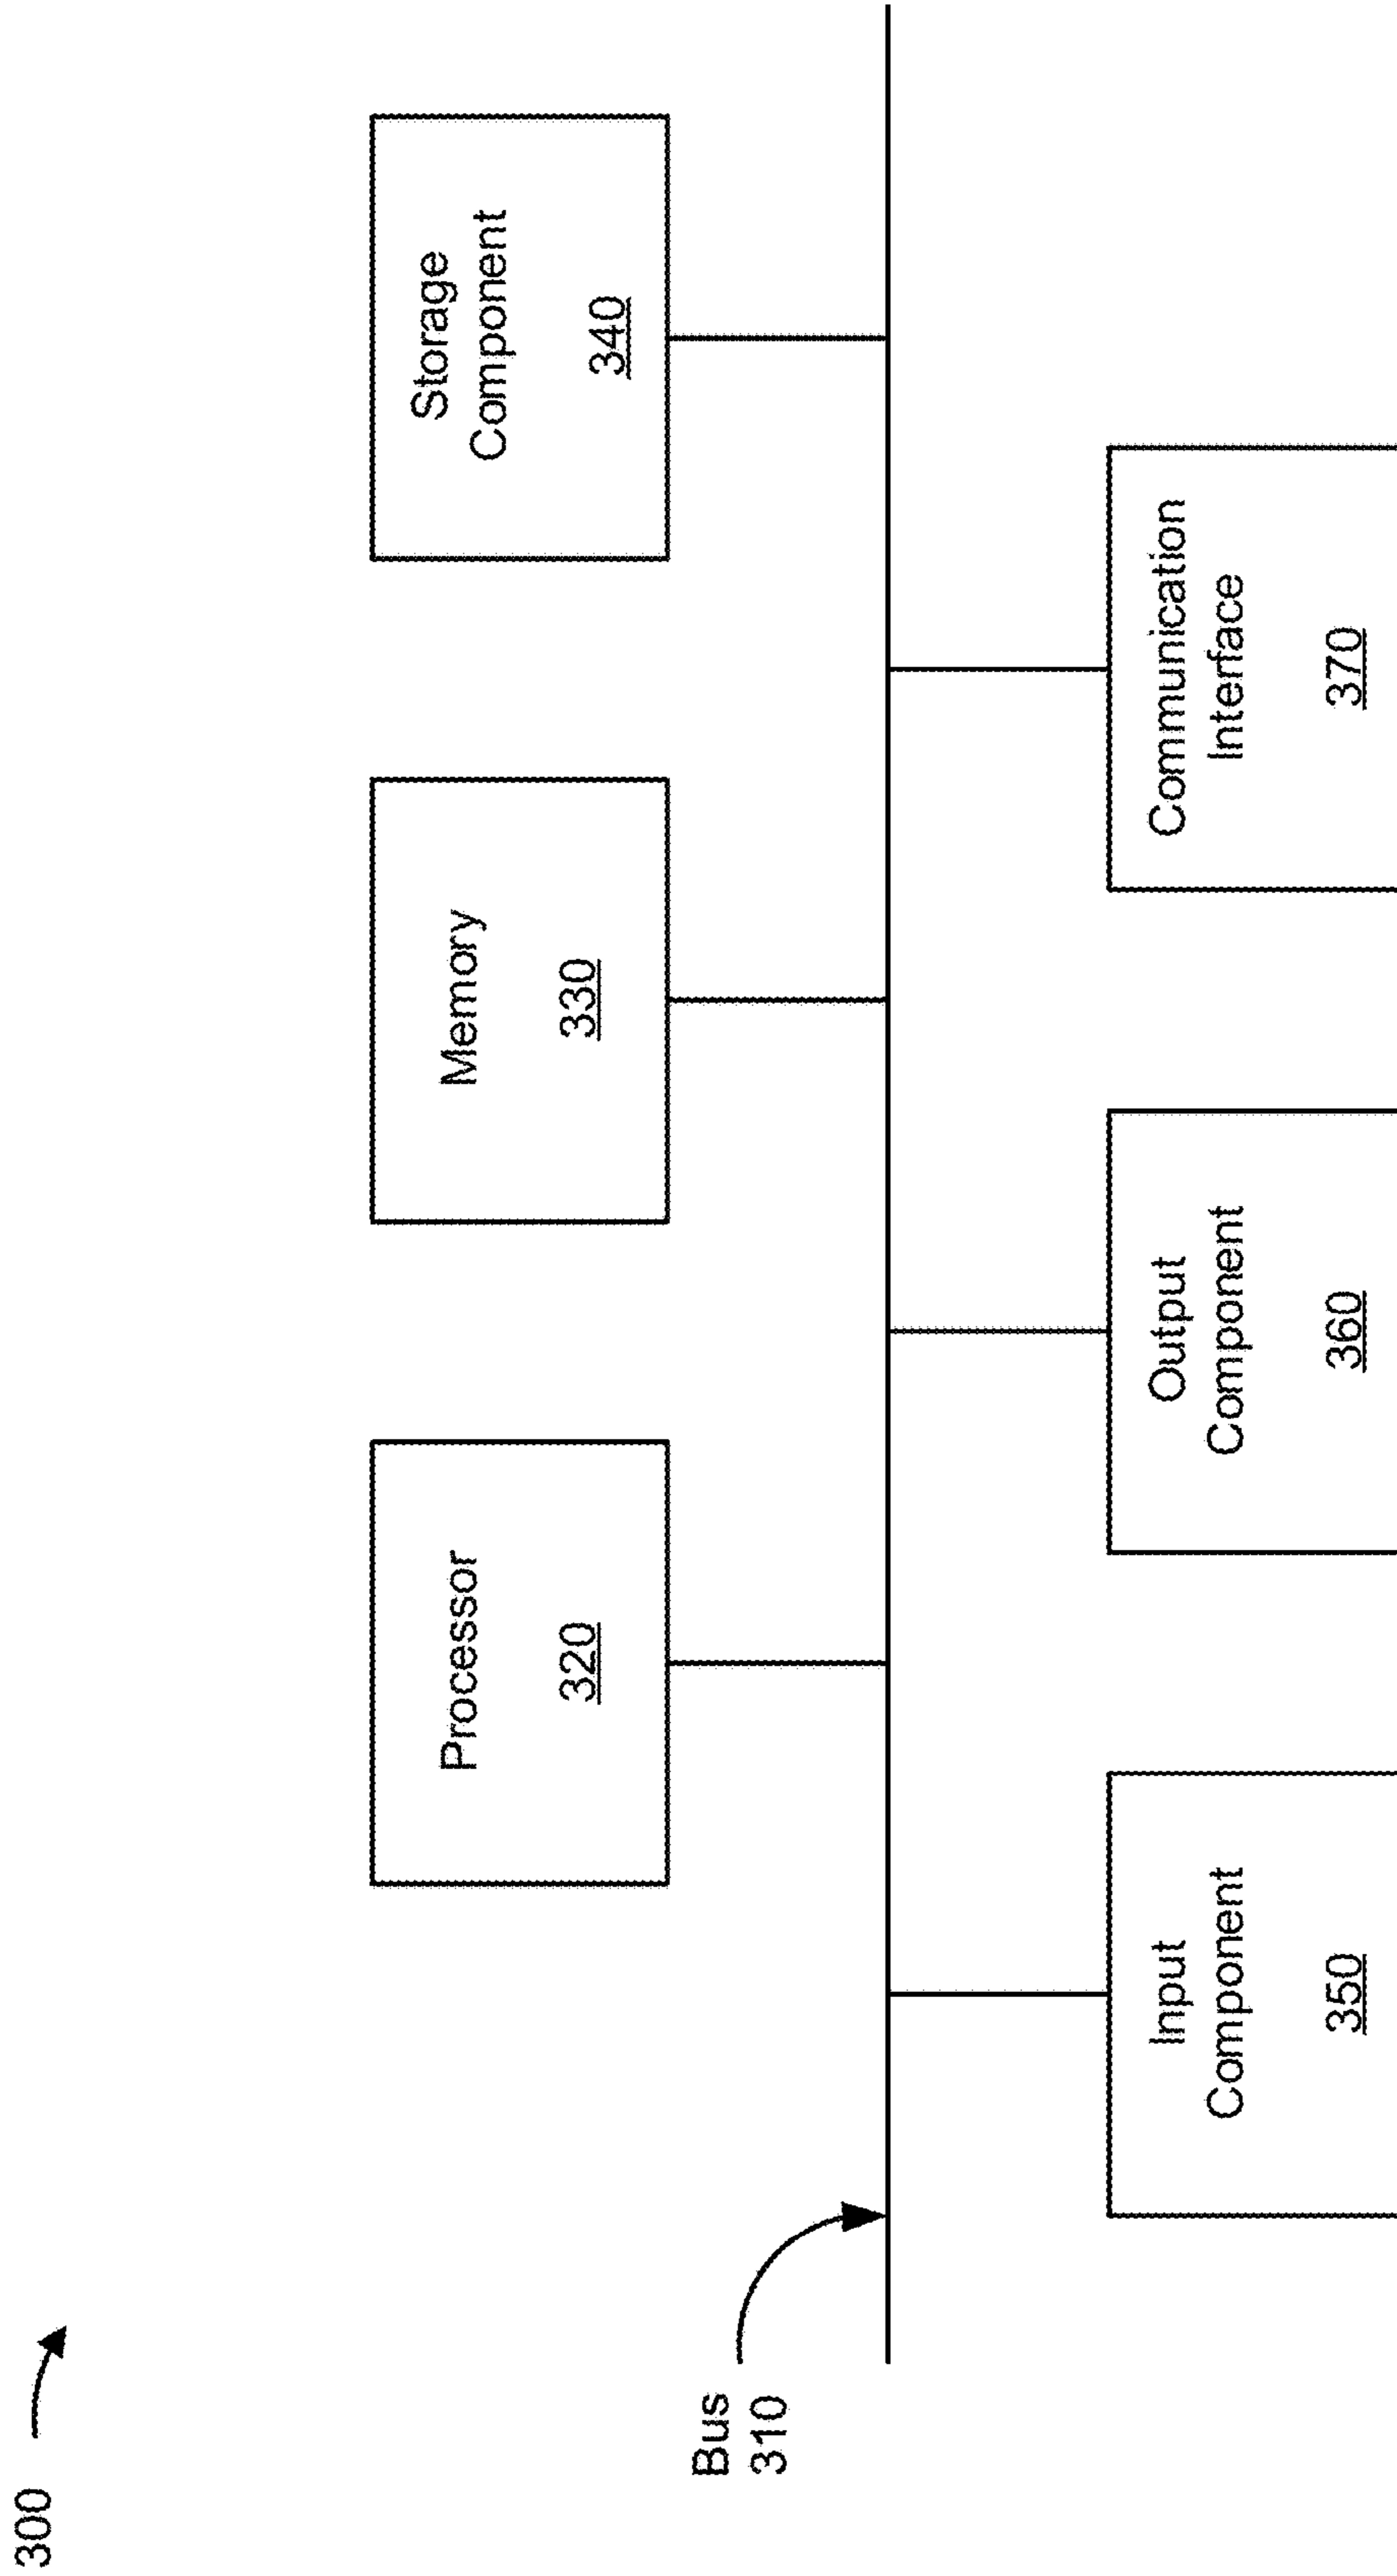 300
Processor
320
Memory
330
Storage
Component
340
Bus
310
Input
Component
350
Output
Component
360
Communication
Interface
370